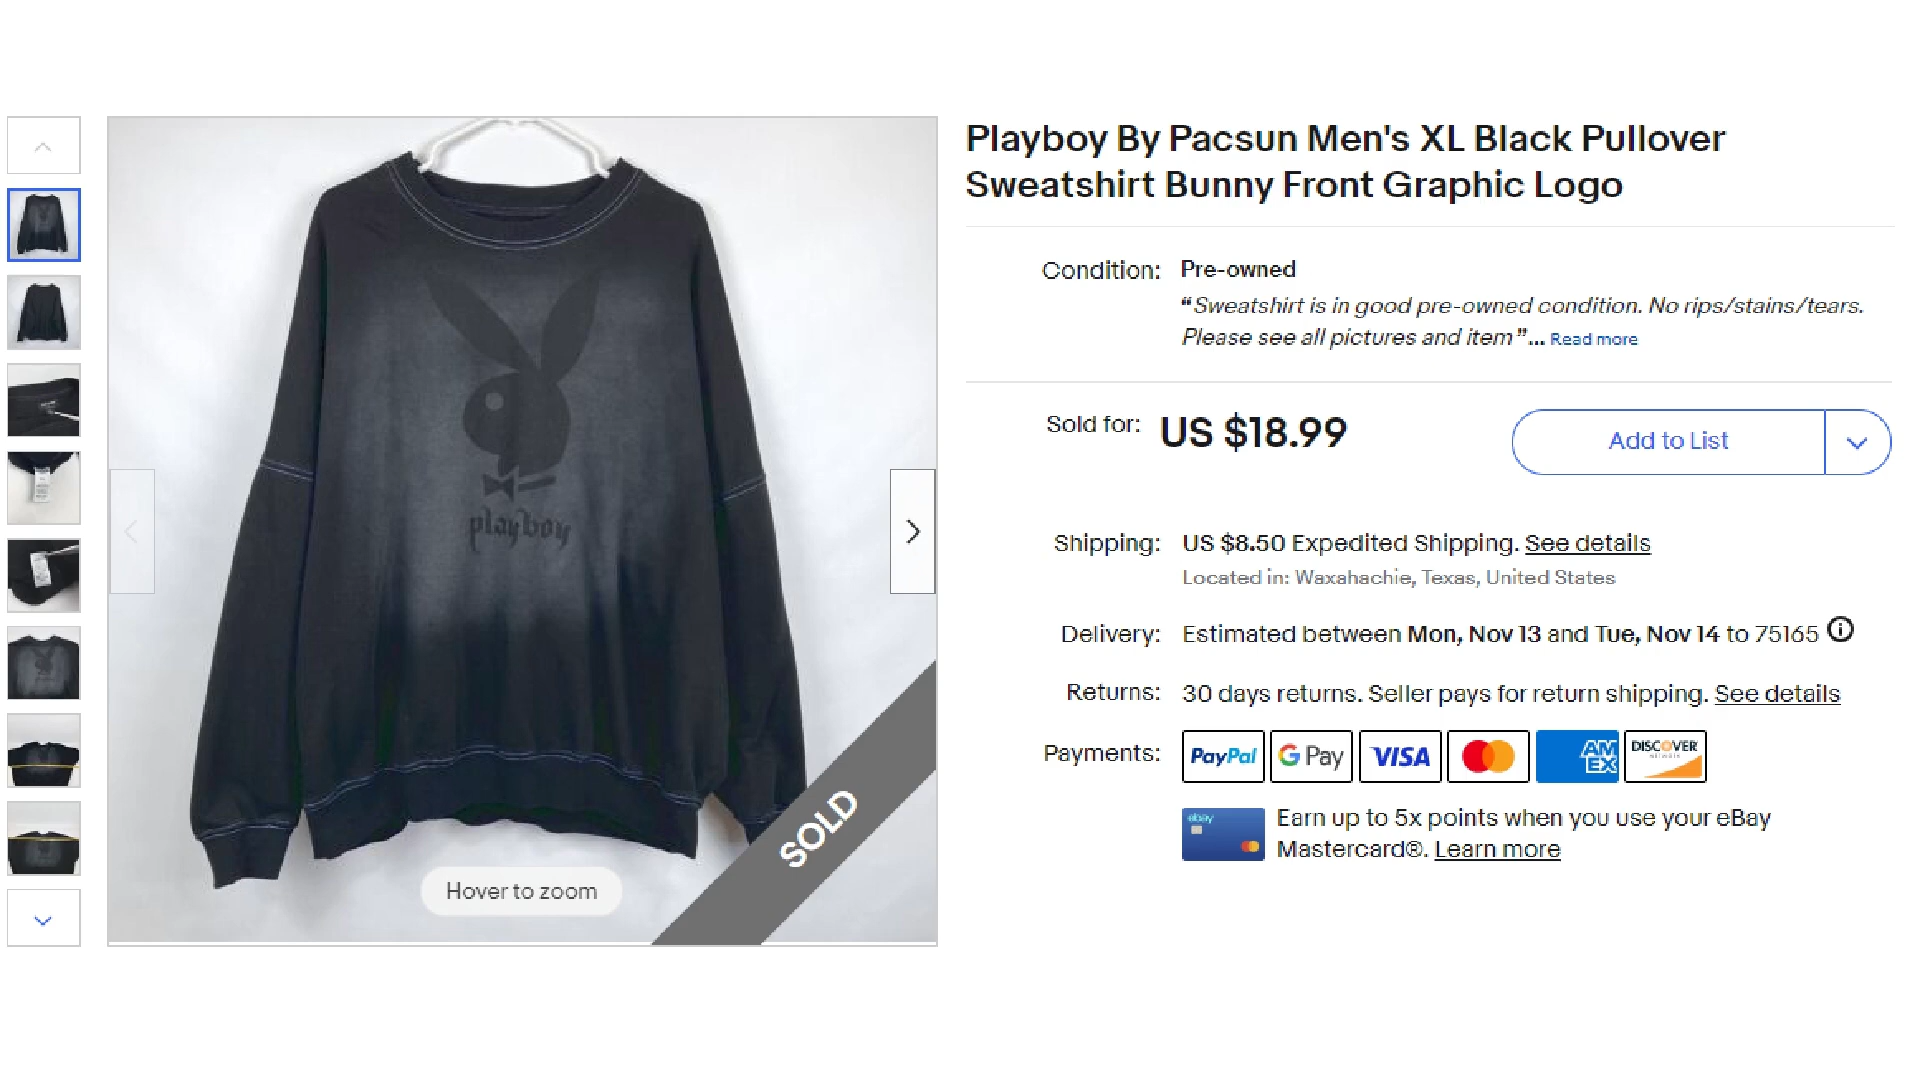 Playboy By Pacsun Men's XL Black Pullover
Sweatshirt Bunny Front Graphic Logo
Condition: Pre-owned
“Sweatshirt is in good pre-owned condition. No rips/stains/tears.
Please see all pictures and item”... Read more
Sold for: US $18.99
Add to List
Shipping: US $8.50 Expedited Shipping. See details
Located in: Waxahachie, Texas, United States
Delivery: Estimated between Mon, Nov 13 and Tue, Nov 14 to 75165
Returns: 30 days returns. Seller pays for return shipping. See details
Payments: PayPal G Pay VISA AM EX DISCOVER
ebay
Earn up to 5x points when you use your eBay
Mastercard®. Learn more
playboy
SOLD
Hover to zoom